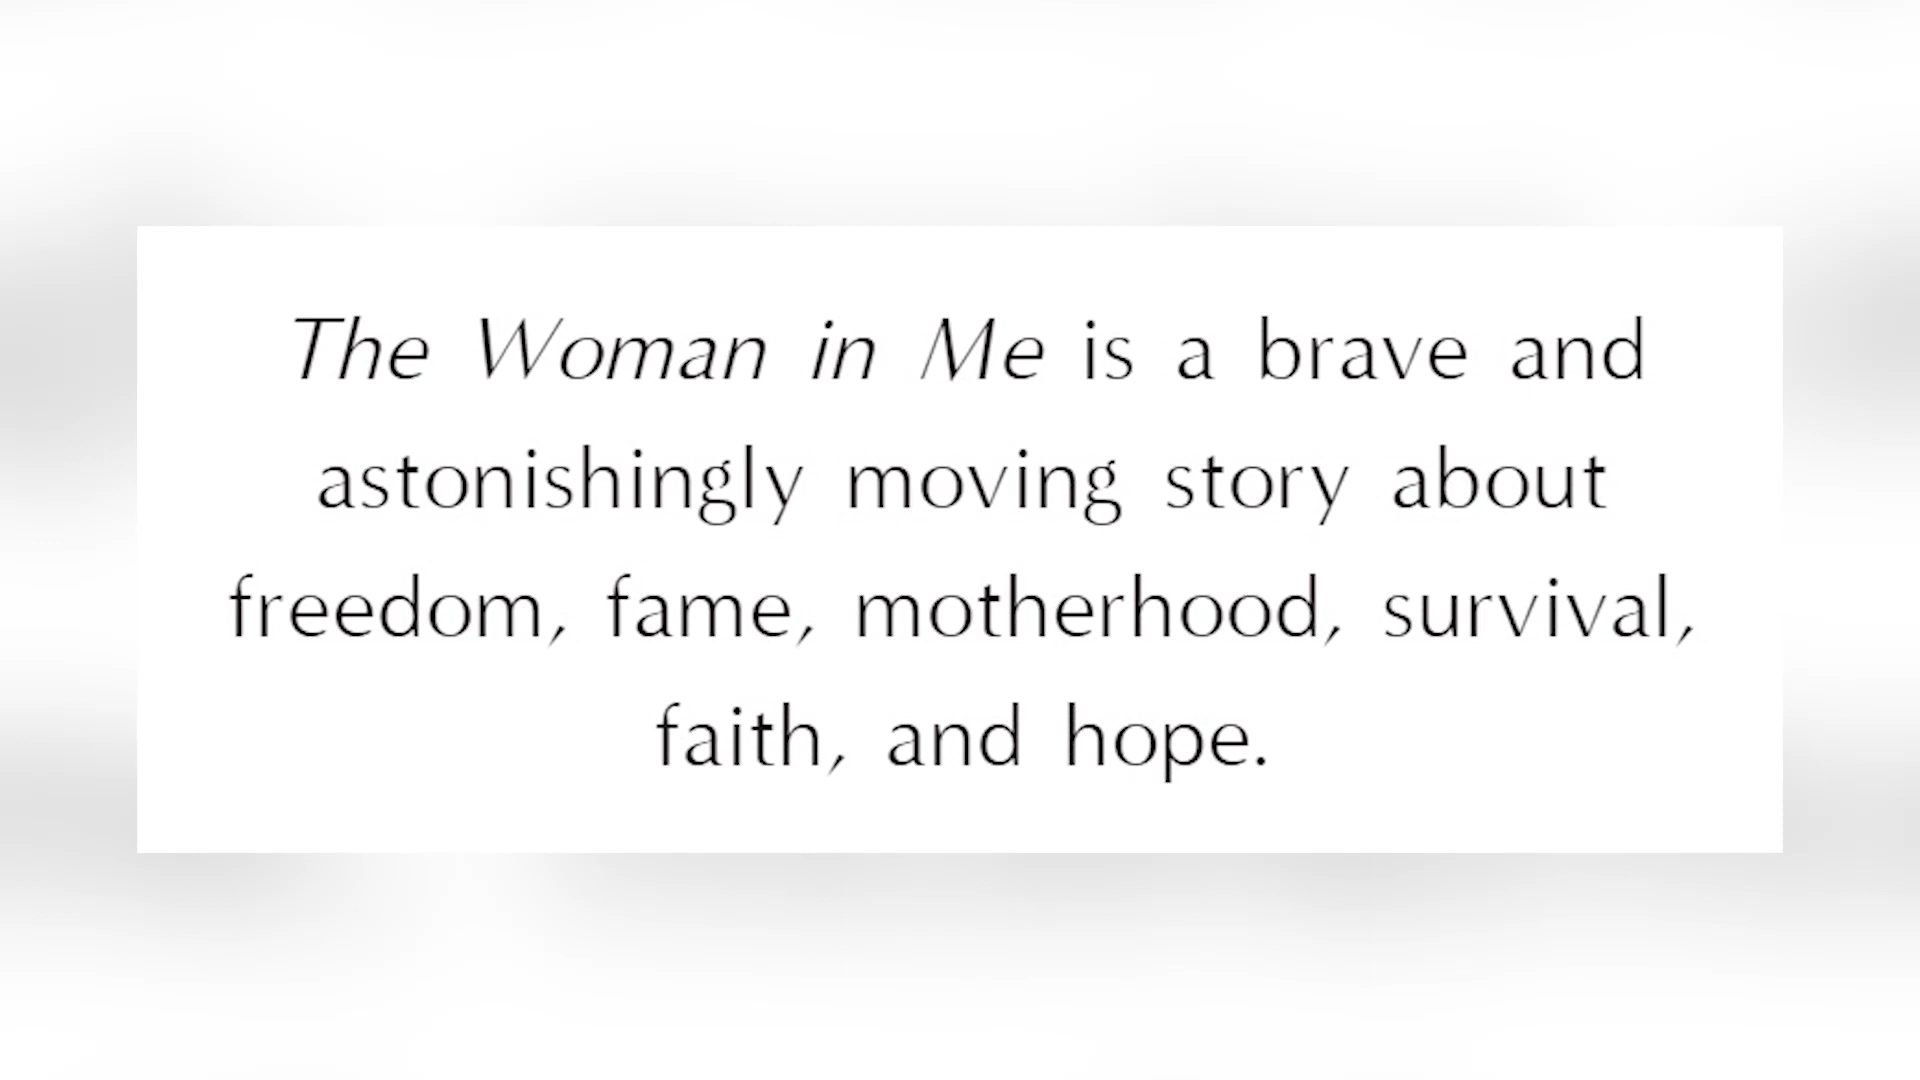 The Woman in Me is a brave and
astonishingly moving story about
freedom, fame, motherhood, survival,
faith, and hope.